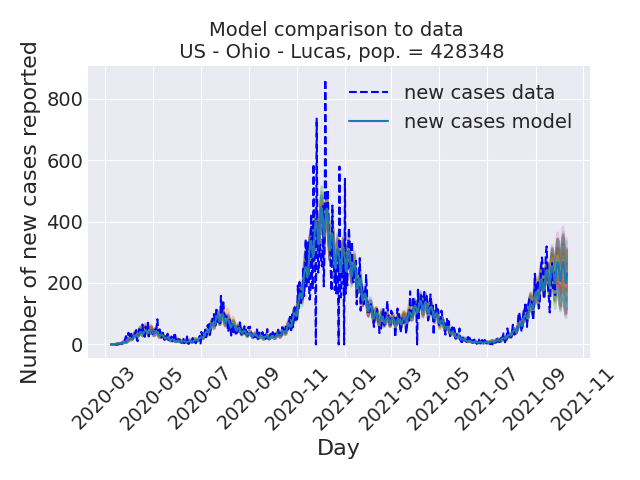 Model comparison to data
US - Ohio - Lucas, pop. = 428348
new cases data
new cases model
Number of new cases reported
800
600
400
200
0
2020-03
2020-05
2020-07
2020-09
2020-11
2021-01
2021-03
2021-05
2021-07
2021-09
2021-11
Day